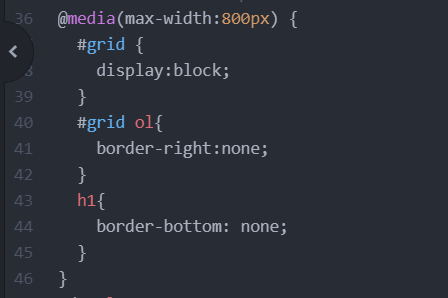 36 @media(max-width:800px) {
#grid {
display:block;
39 }
40 #grid ol{
41 border-right:none;
42 }
43 h1{
44 border-bottom: none;
45 }
46 }